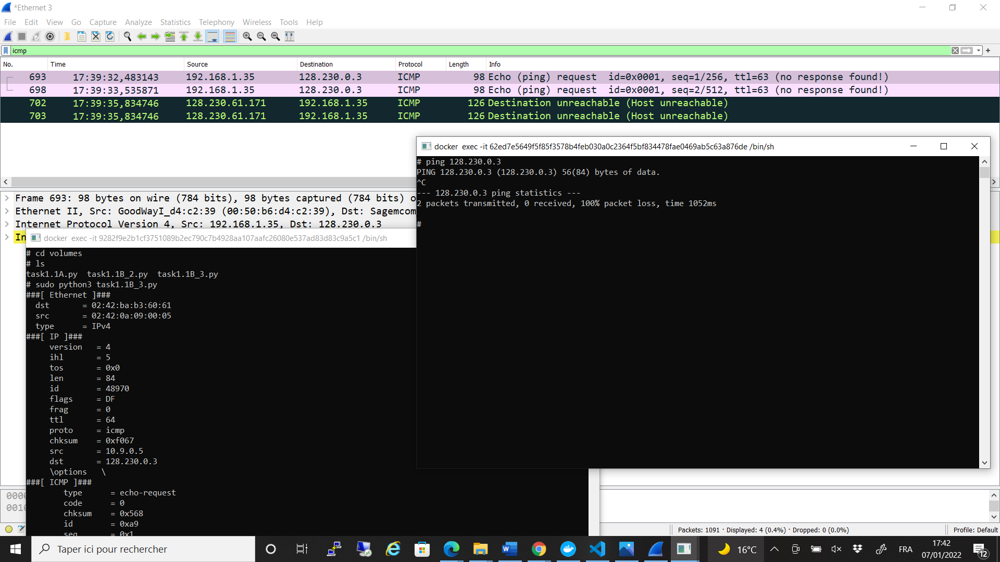 *Ethernet 3
File Edit View Go Capture Analyze Statistics Telephony Wireless Tools Help
icmp
No. Time Source Destination Protocol Length Info
693 17:39:32,483143 192.168.1.35 128.230.0.3 ICMP 98 Echo (ping) request id=0x0001, seq=1/256, ttl=63 (no response found!)
698 17:39:33,535871 192.168.1.35 128.230.0.3 ICMP 98 Echo (ping) request id=0x0001, seq=2/512, ttl=63 (no response found!)
702 17:39:35,834746 128.230.61.171 192.168.1.35 ICMP 126 Destination unreachable (Host unreachable)
703 17:39:35,834746 128.230.61.171 192.168.1.35 ICMP 126 Destination unreachable (Host unreachable)
docker exec -it 62ed7e5649f5f85f3578b4feb030a0c2364f5bf834478fae0469ab5c63a876de /bin/sh
# ping 128.230.0.3
PING 128.230.0.3 (128.230.0.3) 56(84) bytes of data.
^C
--- 128.230.0.3 ping statistics ---
2 packets transmitted, 0 received, 100% packet loss, time 1052ms
#
Frame 693: 98 bytes on wire (784 bits), 98 bytes captured (784 bits) o
Ethernet II, Src: GoodWayI_d4:c2:39 (00:50:b6:d4:c2:39), Dst: Sagemcom
Internet Protocol Version 4, Src: 192.168.1.35, Dst: 128.230.0.3
In
docker exec -it 9282f9e2b1cf3751089b2ec790c7b4928aa107aafc26080e537ad83d83c9a5c1 /bin/sh
# cd volumes
# ls
task1.1A.py task1.1B_2.py task1.1B_3.py
# sudo python3 task1.1B_3.py
###[ Ethernet ]###
dst = 02:42:ba:b3:60:61
src = 02:42:0a:09:00:05
type = IPv4
###[ IP ]###
version = 4
ihl = 5
tos = 0x0
len = 84
id = 48970
flags = DF
frag = 0
ttl = 64
proto = icmp
chksum = 0xf067
src = 10.9.0.5
dst = 128.230.0.3
\options \
###[ ICMP ]###
type = echo-request
code = 0
chksum = 0x568
id = 0xa9
seq = 0x1
0000
0010
Packets: 1091 · Displayed: 4 (0.4%) · Dropped: 0 (0.0%)
Profile: Default
Taper ici pour rechercher
16°C
FRA
17:42
07/01/2022
12